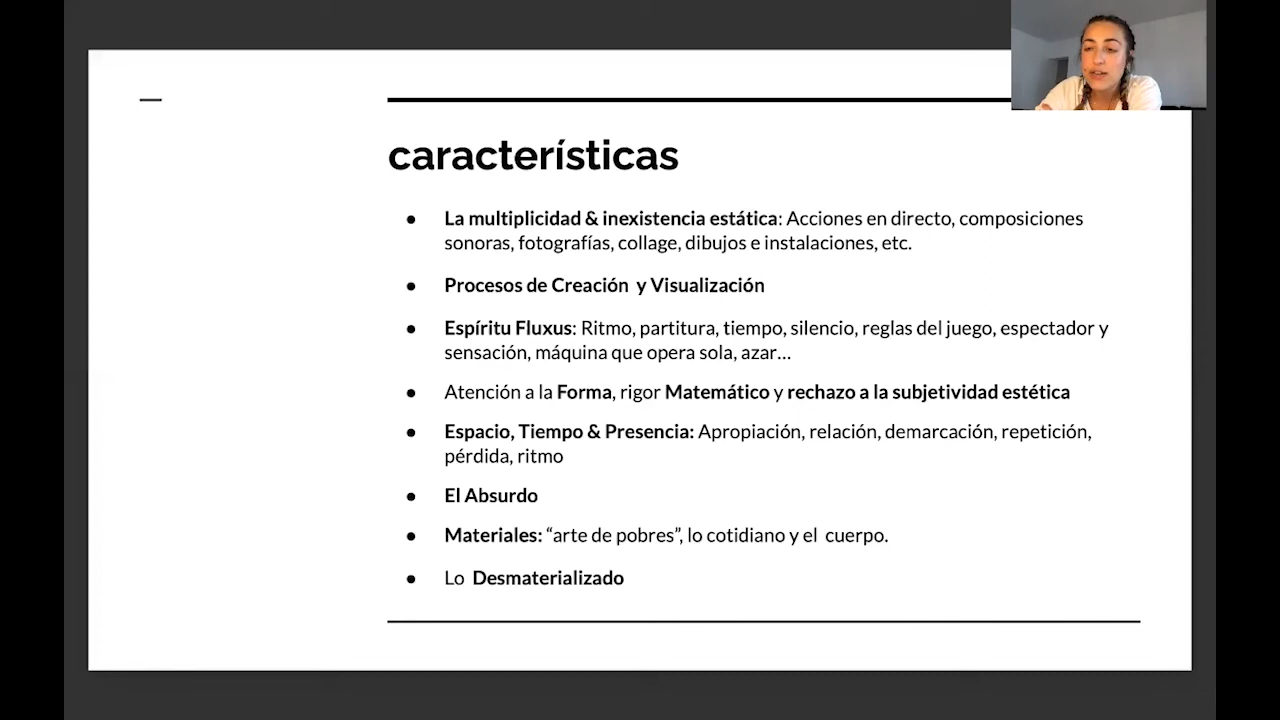 características
● La multiplicidad & inexistencia estática: Acciones en directo, composiciones
sonoras, fotografías, collage, dibujos e instalaciones, etc.
● Procesos de Creación y Visualización
● Espíritu Fluxus: Ritmo, partitura, tiempo, silencio, reglas del juego, espectador y
sensación, máquina que opera sola, azar...
● Atención a la Forma, rigor Matemático y rechazo a la subjetividad estética
● Espacio, Tiempo & Presencia: Apropiación, relación, demarcación, repetición,
pérdida, ritmo
● El Absurdo
● Materiales: “arte de pobres”, lo cotidiano y el cuerpo.
● Lo Desmaterializado